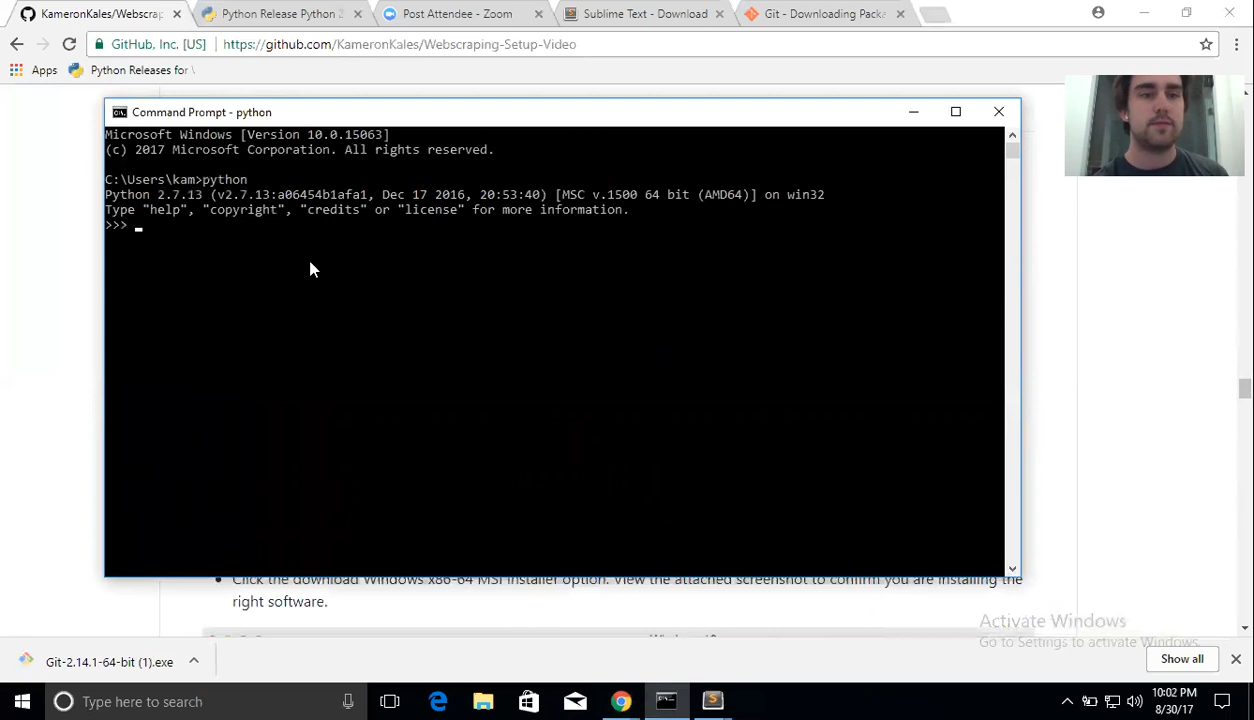 KameronKales/Webscrap
Python Release Python 2
Post Attendee - Zoom
Sublime Text - Download
Git - Downloading Packa
GitHub, Inc. [US]
https://github.com/KameronKales/Webscraping-Setup-Video
Apps
Python Releases for \
Command Prompt - python
Microsoft Windows [Version 10.0.15063]
(c) 2017 Microsoft Corporation. All rights reserved.
C:\Users\kam>python
Python 2.7.13 (v2.7.13:a06454b1afa1, Dec 17 2016, 20:53:40) [MSC v.1500 64 bit (AMD64)] on win32
Type "help", "copyright", "credits" or "license" for more information.
>>>
Click the download Windows x86-64 MSI installer option. View the attached screenshot to confirm you are installing the
right software.
Activate Windows
Go to Settings to activate Windows.
Git-2.14.1-64-bit (1).exe
Show all
Type here to search
10:02 PM
8/30/17